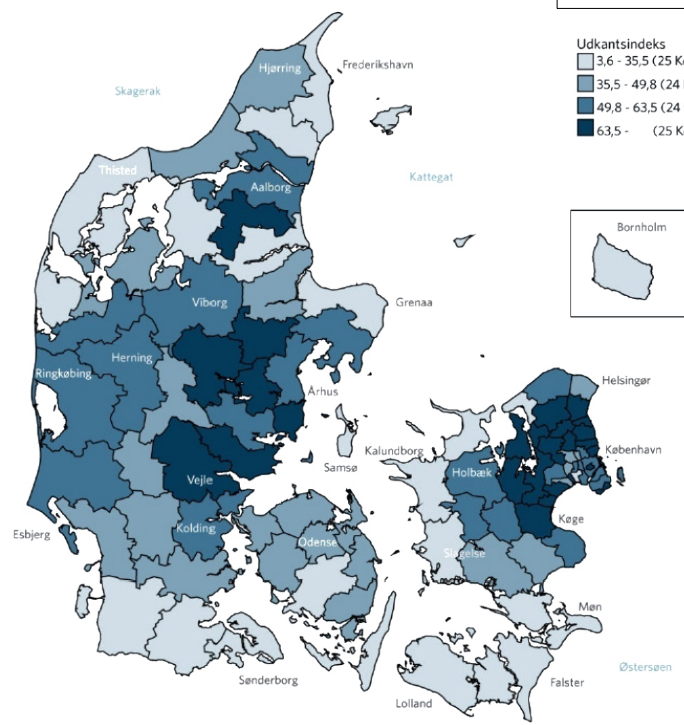 Udkantsindeks
3,6 - 35,5 (25 K
35,5 - 49,8 (24
49,8 - 63,5 (24
63,5 - (25 K
Hjørring
Frederikshavn
Skagerak
Thisted
Kattegat
Aalborg
Bornholm
Viborg
Grenaa
Herning
Ringkøbing
Helsingør
Århus
Kalundborg
København
Samsø
Holbæk
Vejle
Køge
Esbjerg
Kolding
Odense
Slagelse
Møn
Østersøen
Sønderborg
Falster
Lolland